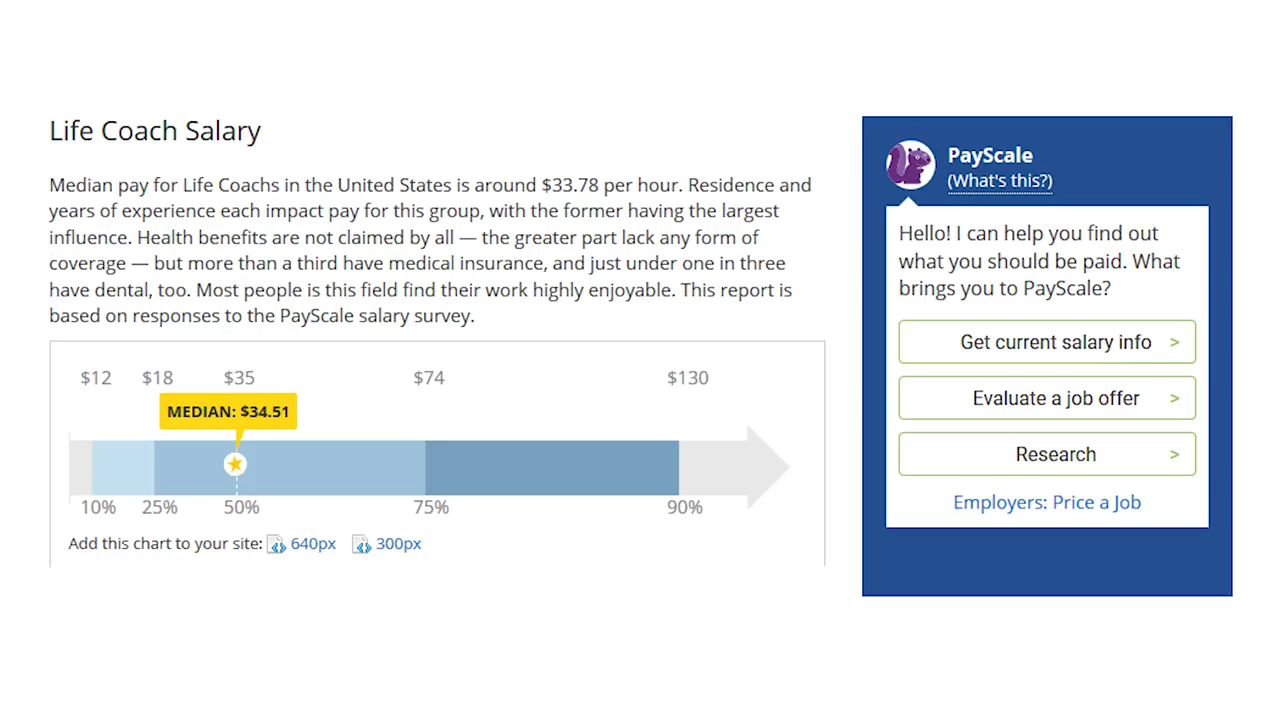 Life Coach Salary
Median pay for Life Coachs in the United States is around $33.78 per hour. Residence and
years of experience each impact pay for this group, with the former having the largest
influence. Health benefits are not claimed by all — the greater part lack any form of
coverage — but more than a third have medical insurance, and just under one in three
have dental, too. Most people is this field find their work highly enjoyable. This report is
based on responses to the PayScale salary survey.
$12 $18 $35 $74 $130
MEDIAN: $34.51
10% 25% 50% 75% 90%
Add this chart to your site: 640px 300px
PayScale
(What's this?)
Hello! I can help you find out
what you should be paid. What
brings you to PayScale?
Get current salary info >
Evaluate a job offer >
Research >
Employers: Price a Job